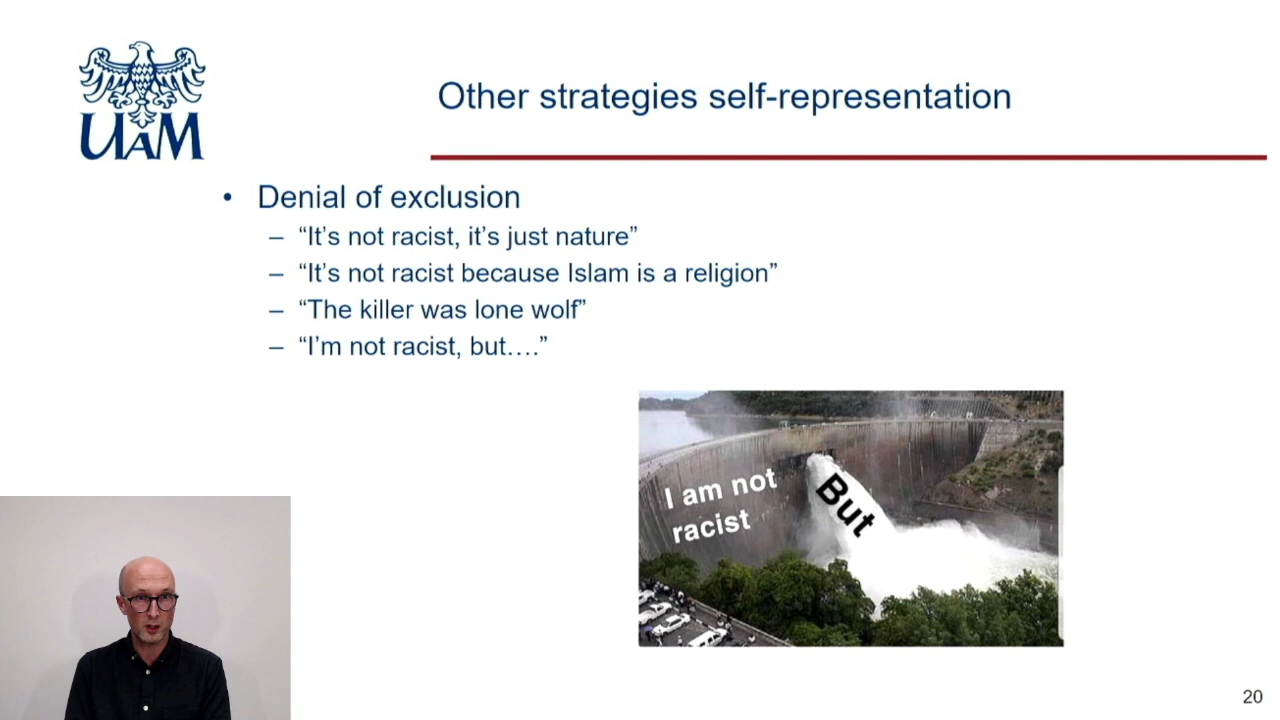 UAM
Other strategies self-representation
• Denial of exclusion
– “It’s not racist, it’s just nature”
– “It’s not racist because Islam is a religion”
– “The killer was lone wolf”
– “I’m not racist, but….”
I am not
racist
But
20